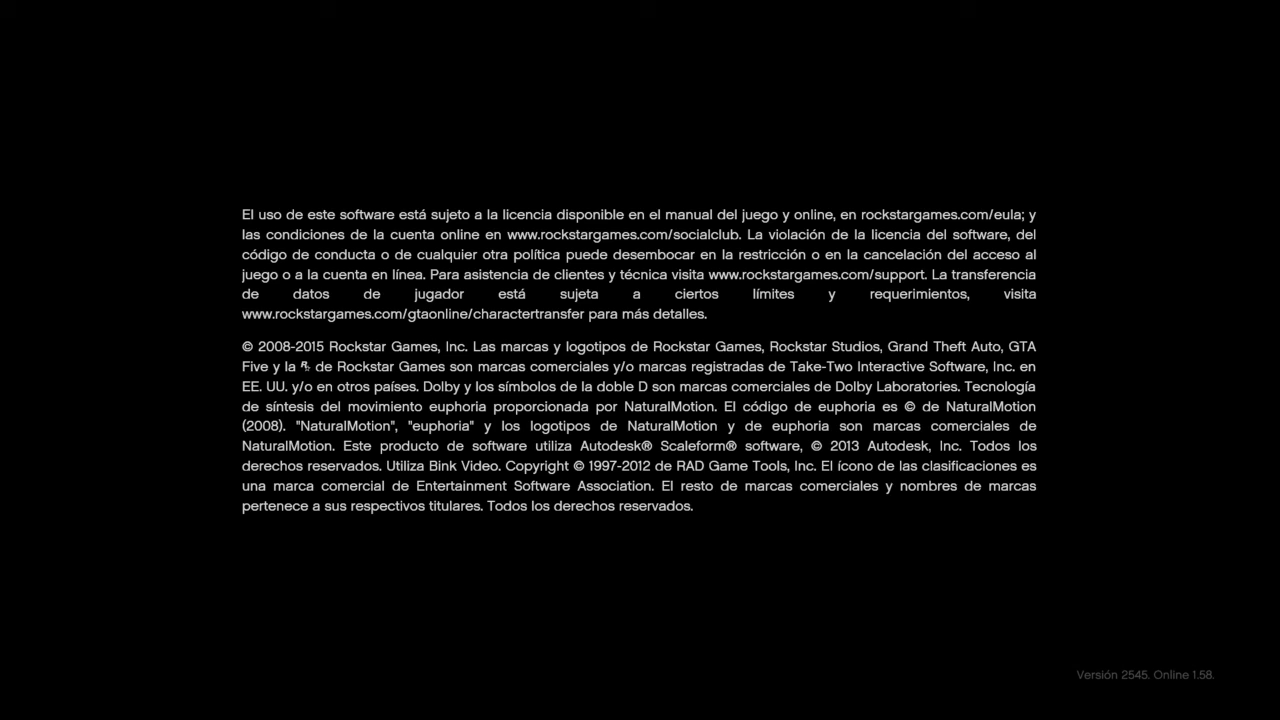 El uso de este software está sujeto a la licencia disponible en el manual del juego y online, en rockstargames.com/eula; y
las condiciones de la cuenta online en www.rockstargames.com/socialclub. La violación de la licencia del software, del
código de conducta o de cualquier otra política puede desembocar en la restricción o en la cancelación del acceso al
juego o a la cuenta en línea. Para asistencia de clientes y técnica visita www.rockstargames.com/support. La transferencia
de datos de jugador está sujeta a ciertos límites y requerimientos, visita
www.rockstargames.com/gtaonline/charactertransfer para más detalles.
© 2008-2015 Rockstar Games, Inc. Las marcas y logotipos de Rockstar Games, Rockstar Studios, Grand Theft Auto, GTA
Five y la R* de Rockstar Games son marcas comerciales y/o marcas registradas de Take-Two Interactive Software, Inc. en
EE. UU. y/o en otros países. Dolby y los símbolos de la doble D son marcas comerciales de Dolby Laboratories. Tecnología
de síntesis del movimiento euphoria proporcionada por NaturalMotion. El código de euphoria es © de NaturalMotion
(2008). "NaturalMotion", "euphoria" y los logotipos de NaturalMotion y de euphoria son marcas comerciales de
NaturalMotion. Este producto de software utiliza Autodesk® Scaleform® software, © 2013 Autodesk, Inc. Todos los
derechos reservados. Utiliza Bink Video. Copyright © 1997-2012 de RAD Game Tools, Inc. El ícono de las clasificaciones es
una marca comercial de Entertainment Software Association. El resto de marcas comerciales y nombres de marcas
pertenece a sus respectivos titulares. Todos los derechos reservados.
Versión 2545. Online 1.58.